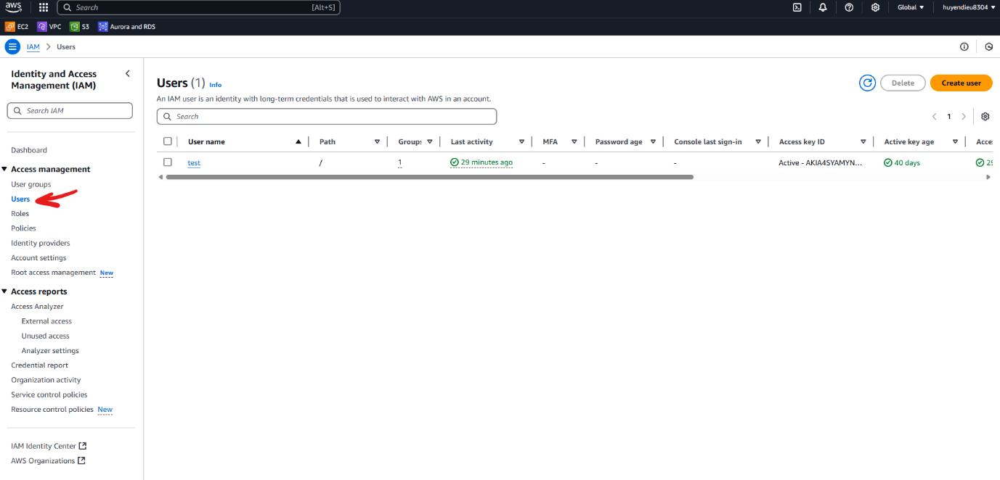 aws
Search [Alt+S] Global huyendieu8304
EC2 VPC S3 Aurora and RDS
IAM Users
Identity and Access
Management (IAM)
Search IAM
Dashboard
Access management
User groups
Users
Roles
Policies
Identity providers
Account settings
Root access management New
Access reports
Access Analyzer
External access
Unused access
Analyzer settings
Credential report
Organization activity
Service control policies
Resource control policies New
IAM Identity Center
AWS Organizations
Users (1) Info
Delete Create user
An IAM user is an identity with long-term credentials that is used to interact with AWS in an account.
Search
1
User name Path Groups Last activity MFA Password age Console last sign-in Access key ID Active key age Acce
test / 1 29 minutes ago - - - Active - AKIA4SYAMYN... 40 days 29